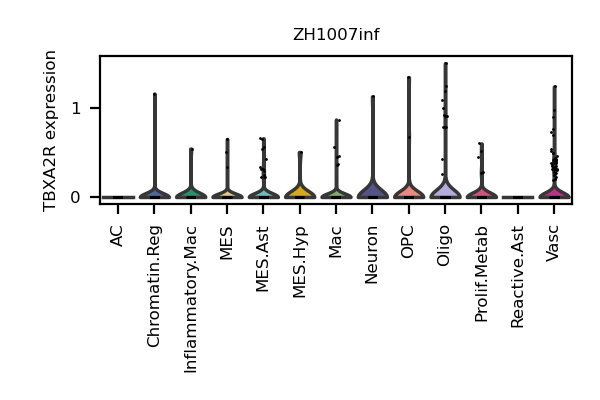 ZH1007inf
TBXA2R expression
1
0
AC
Chromatin.Reg
Inflammatory.Mac
MES
MES.Ast
MES.Hyp
Mac
Neuron
OPC
Oligo
Prolif.Metab
Reactive.Ast
Vasc